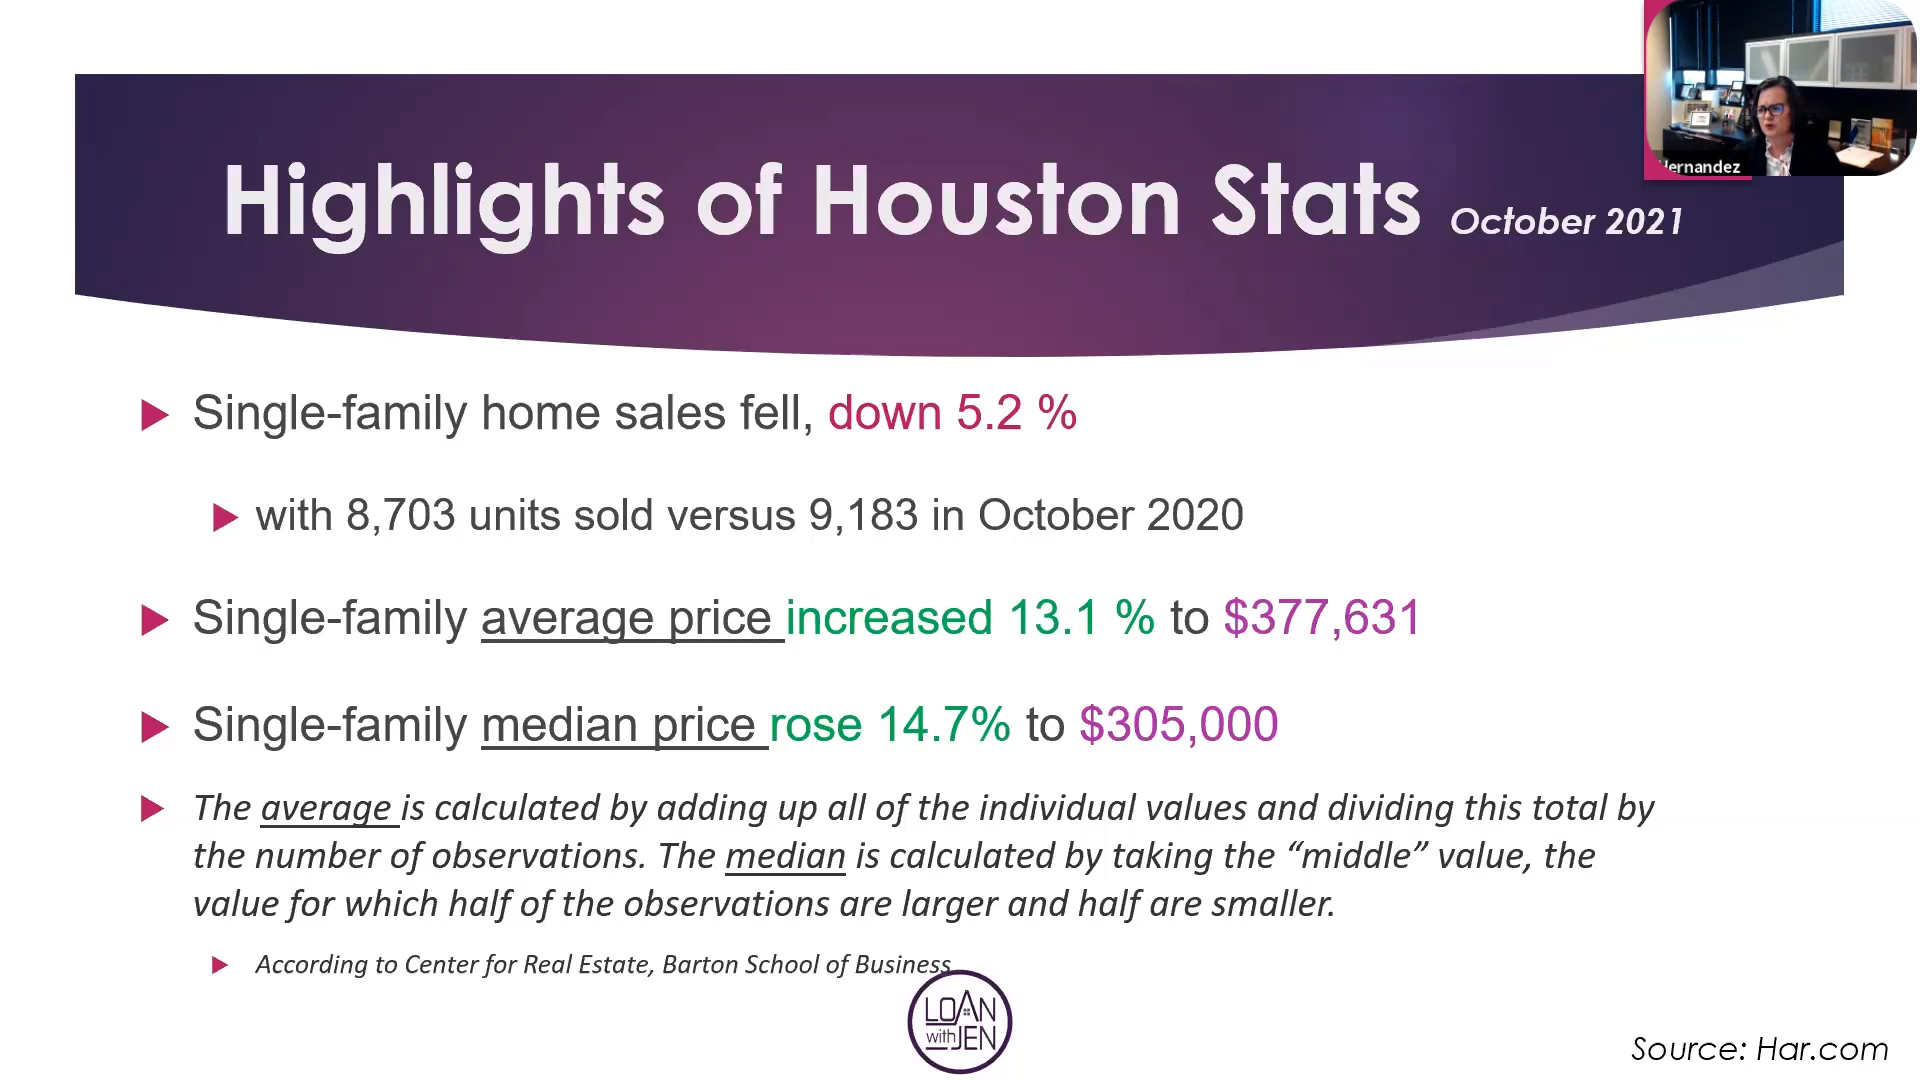 Highlights of Houston Stats October 2021
Hernandez
Single-family home sales fell, down 5.2 %
with 8,703 units sold versus 9,183 in October 2020
Single-family average price increased 13.1 % to $377,631
Single-family median price rose 14.7% to $305,000
The average is calculated by adding up all of the individual values and dividing this total by
the number of observations. The median is calculated by taking the “middle” value, the
value for which half of the observations are larger and half are smaller.
According to Center for Real Estate, Barton School of Business
LOAN
with JEN
Source: Har.com